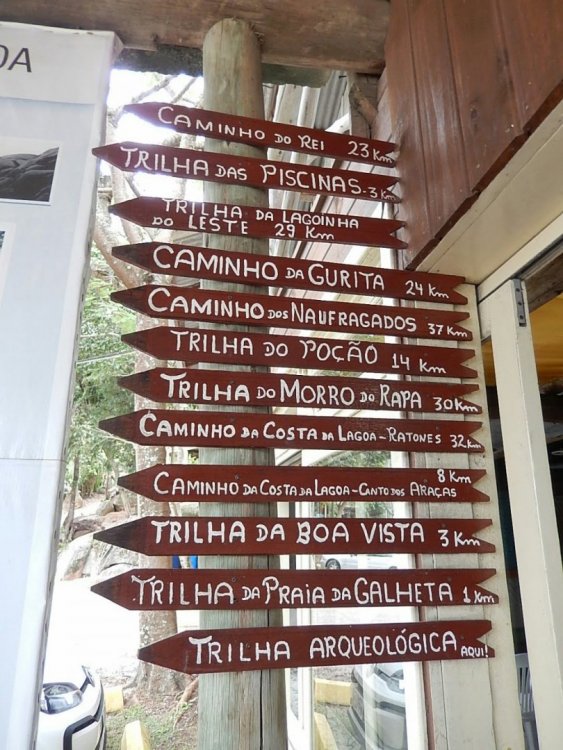 OA
CAMINHO DO REI 23 Km
TRILHA DAS PISCINAS-3 Km
TRILHA DA LAGOINHA
DO LESTE 29 Km
CAMINHO DA GURITA 24 Km
CAMINHO DOS NAUFRAGADOS 37 Km
TRILHA DO POÇÃO 14 Km
TRILHA DO MORRO DO RAPA 30 Km
CAMINHO DA COSTA DA LAGOA-RATONES 32 Km
8 Km
CAMINHO DA COSTA DA LAGOA-CANTO DOS ARAÇAS
TRILHA DA BOA VISTA 3 Km
TRILHA DA PRAIA DA GALHETA 1 Km
TRILHA ARQUEOLÓGICA AQUI!